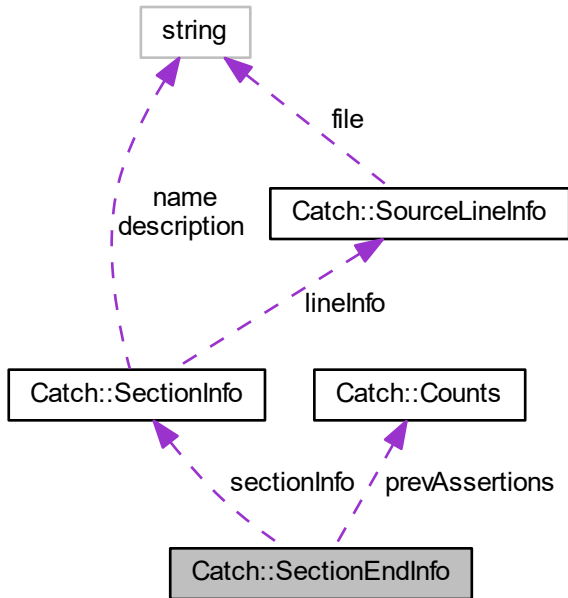 string
file
name
description
Catch::SourceLineInfo
lineInfo
Catch::SectionInfo
Catch::Counts
sectionInfo
prevAssertions
Catch::SectionEndInfo